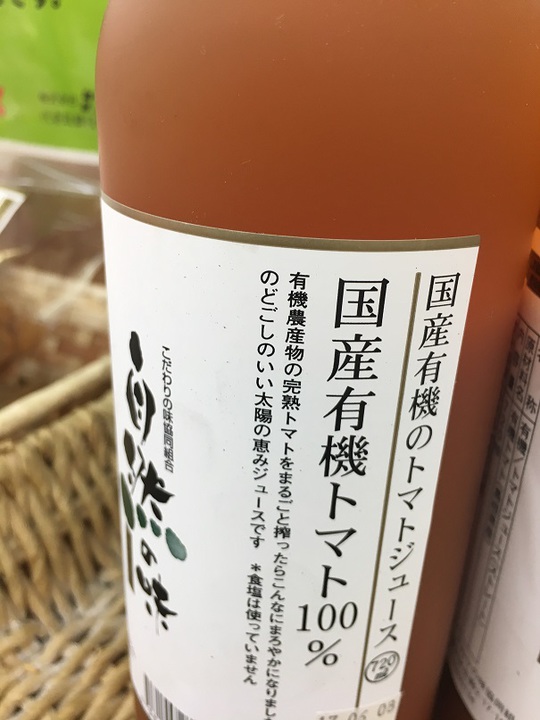 国産有機のトマトジュース 720ml
国産有機トマト100%
有機農産物の完熟トマトをまるごと搾ったらこんなにまろやかになりました
のどごしのいい太陽の恵みジュースです *食塩は使っていません
こだわりの味協同組合
自然の味